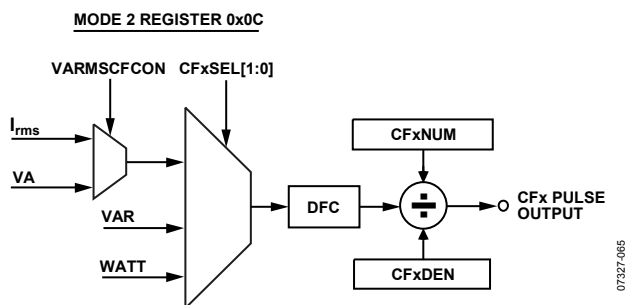 MODE 2 REGISTER 0x0C
VARMSCFCON
CFxSEL[1:0]
Irms
VA
VAR
WATT
DFC
CFxNUM
÷
CFxDEN
CFx PULSE
OUTPUT
07327-065